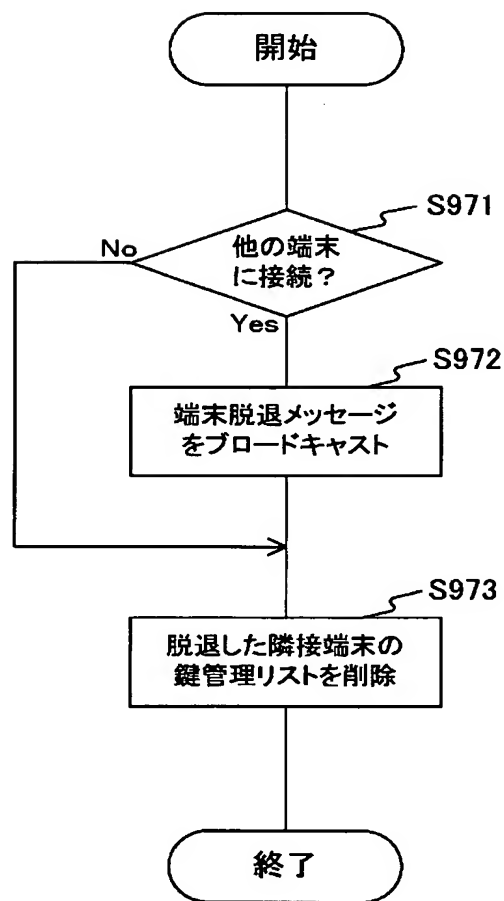 開始
S971
他の端末
に接続？
No
Yes
S972
端末脱退メッセージ
をブロードキャスト
S973
脱退した隣接端末の
鍵管理リストを削除
終了